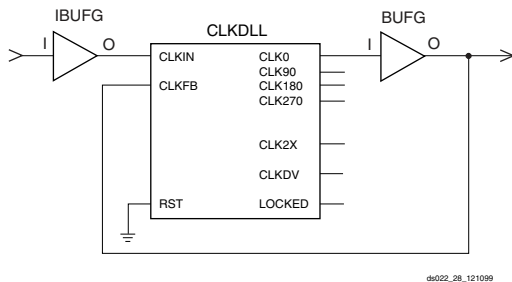 IBUFG
CLKDLL
BUFG
I
O
I
O
CLKIN
CLKFB
RST
CLK0
CLK90
CLK180
CLK270
CLK2X
CLKDV
LOCKED
ds022_28_121099